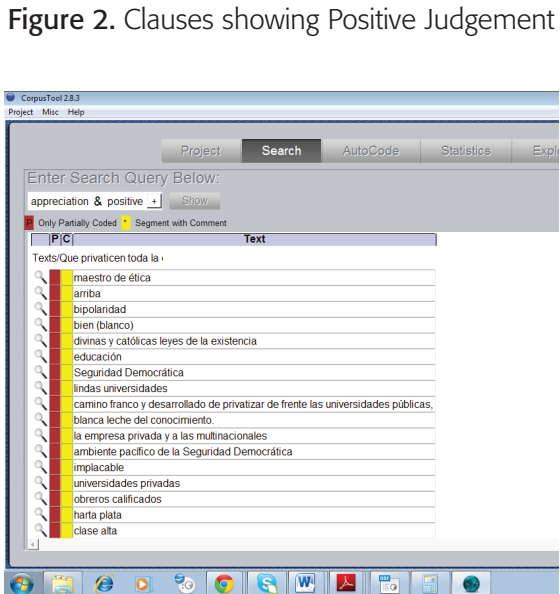 Figure 2. Clauses showing Positive Judgement
CorpusTool 2.8.3
Project Misc Help
Project Search AutoCode Statistics Expl
Enter Search Query Below:
appreciation & positive + Show
P Only Partially Coded * Segment with Comment
P C Text
Texts/Que privaticen toda la
maestro de ética
arriba
bipolaridad
bien (blanco)
divinas y católicas leyes de la existencia
educación
Seguridad Democrática
lindas universidades
camino franco y desarrollado de privatizar de frente las universidades públicas,
blanca leche del conocimiento.
la empresa privada y a las multinacionales
ambiente pacífico de la Seguridad Democrática
implacable
universidades privadas
obreros calificados
harta plata
clase alta